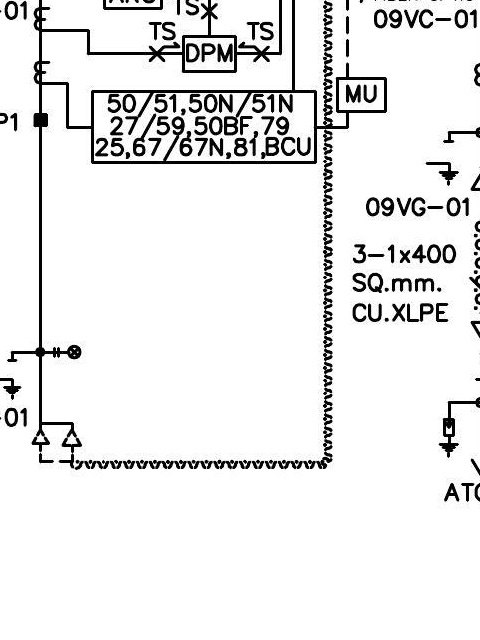 -01
TS
09VC-01
TS
TS
DPM
MU
50/51,50N/51N
27/59,50BF,79
25,67/67N,81,BCU
P1
09VG-01
3-1x400
SQ.mm.
CU.XLPE
-01